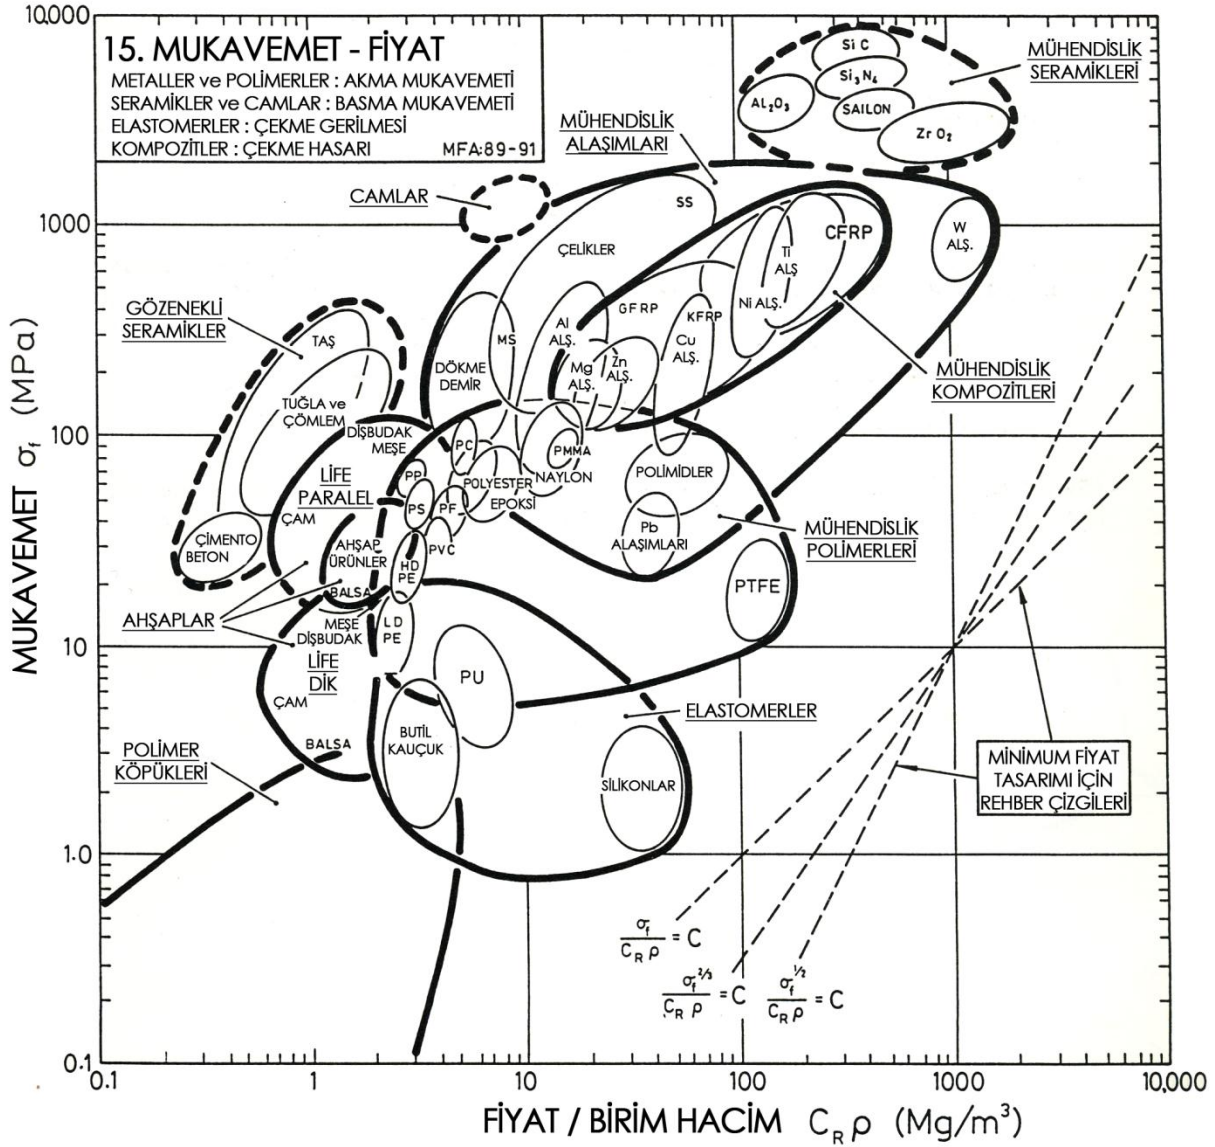 10,000
15. MUKAVEMET - FİYAT
METALLER ve POLİMERLER : AKMA MUKAVEMETİ
SERAMİKLER ve CAMLAR : BASMA MUKAVEMETİ
ELASTOMERLER : ÇEKME GERİLMESİ
KOMPOZİTLER : ÇEKME HASARI
MFA:89-91
MÜHENDİSLİK
SERAMİKLERİ
Si C
Si₃N₄
AL₂O₃
SAILON
Zr O₂
MÜHENDİSLİK
ALAŞIMLARI
CAMLAR
1000
SS
ÇELİKLER
CFRP
W
ALŞ.
Ti
ALŞ
Ni ALŞ.
GFRP
KFRP
Cu
ALŞ.
Al
ALŞ.
Mg
ALŞ.
Zn
ALŞ.
MS
DÖKME
DEMİR
GÖZENEKLİ
SERAMİKLER
TAŞ
TUĞLA ve
ÇÖMLEM
MÜHENDİSLİK
KOMPOZİTLERİ
100
DİŞBUDAK
MEŞE
LİFE
PARALEL
ÇAM
ÇİMENTO
BETON
AHŞAP
ÜRÜNLER
BALSA
PC
PP
PS
PF
PVC
POLYESTER
EPOKSİ
PMMA
NAYLON
POLİMİDLER
Pb
ALAŞIMLARI
MÜHENDİSLİK
POLİMERLERİ
HD
PE
LD
PE
PTFE
AHŞAPLAR
MEŞE
DİŞBUDAK
LİFE
DİK
ÇAM
BALSA
10
PU
BUTİL
KAUÇUK
ELASTOMERLER
SİLİKONLAR
POLİMER
KÖPÜKLERİ
MİNİMUM FİYAT
TASARIMI İÇİN
REHBER ÇİZGİLERİ
1.0
σf / CR ρ = C
σf^2/3 / CR ρ = C
σf^1/2 / CR ρ = C
0.1
MUKAVEMET σf (MPa)
0.1 1 10 100 1000 10,000
FİYAT / BİRİM HACİM CR ρ (Mg/m³)